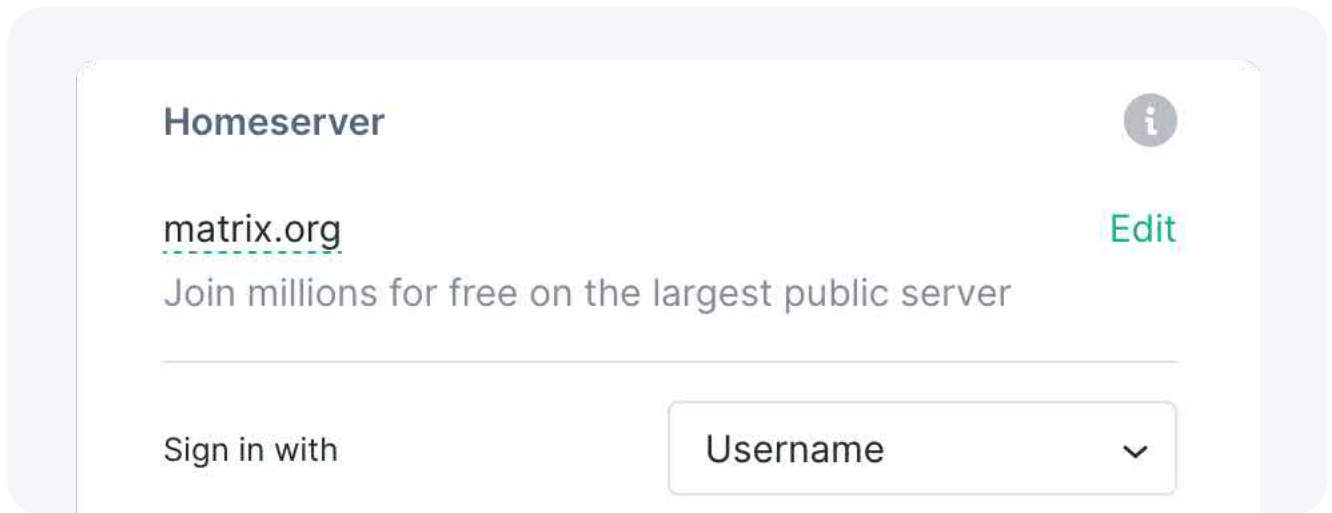 Homeserver
matrix.org Edit
Join millions for free on the largest public server
Sign in with Username